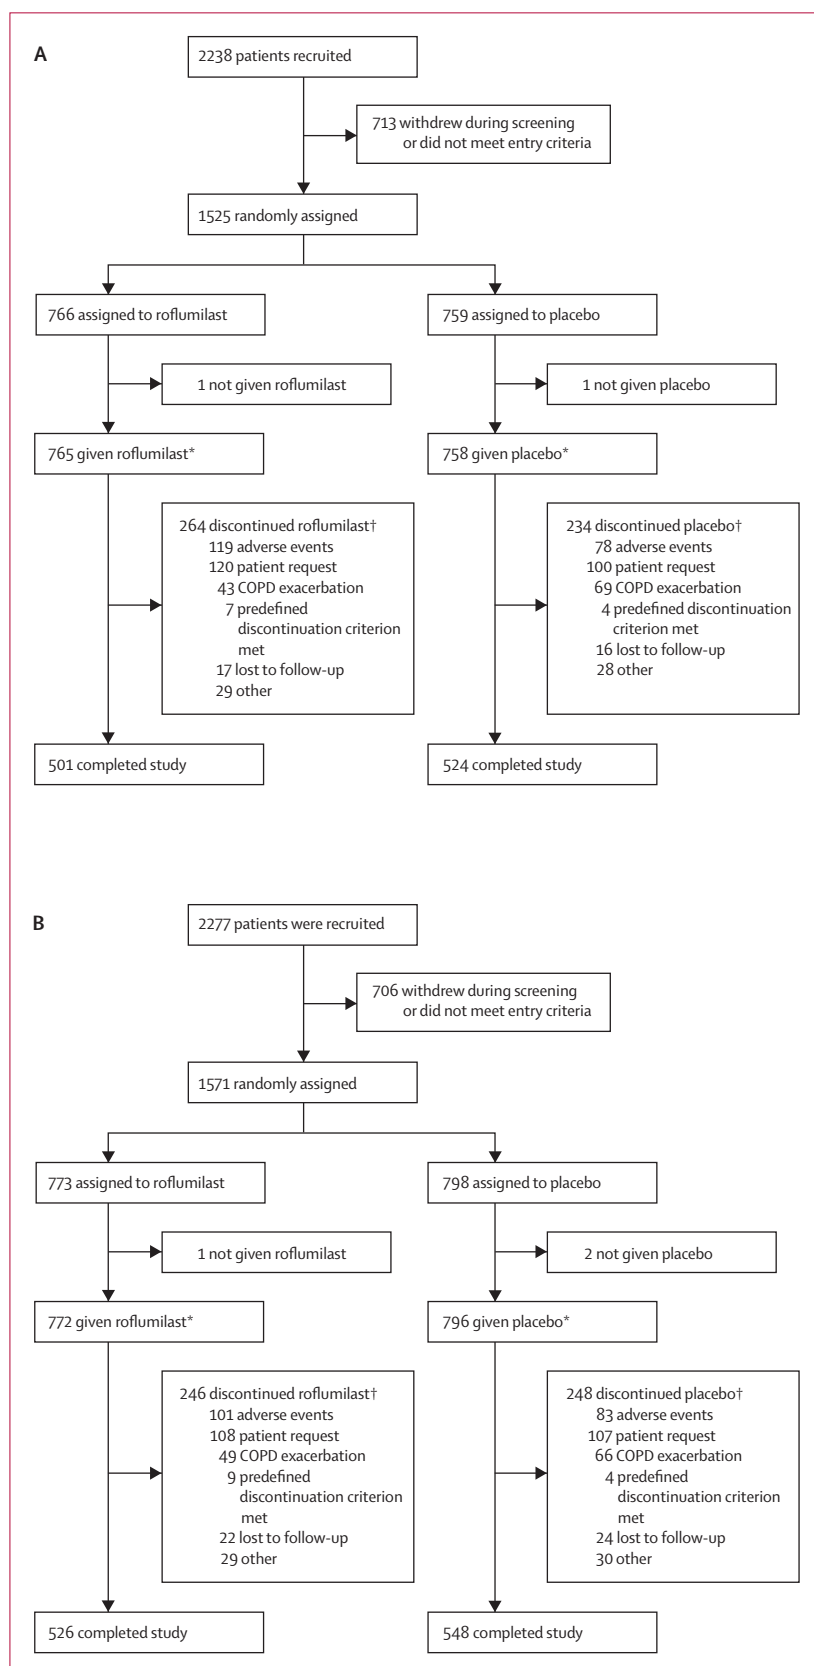 A
2238 patients recruited
713 withdrew during screening
or did not meet entry criteria
1525 randomly assigned
766 assigned to roflumilast
759 assigned to placebo
1 not given roflumilast
1 not given placebo
765 given roflumilast*
758 given placebo*
264 discontinued roflumilast†
119 adverse events
120 patient request
43 COPD exacerbation
7 predefined
discontinuation criterion
met
17 lost to follow-up
29 other
234 discontinued placebo†
78 adverse events
100 patient request
69 COPD exacerbation
4 predefined discontinuation
criterion met
16 lost to follow-up
28 other
501 completed study
524 completed study
B
2277 patients were recruited
706 withdrew during screening
or did not meet entry criteria
1571 randomly assigned
773 assigned to roflumilast
798 assigned to placebo
1 not given roflumilast
2 not given placebo
772 given roflumilast*
796 given placebo*
246 discontinued roflumilast†
101 adverse events
108 patient request
49 COPD exacerbation
9 predefined
discontinuation criterion
met
22 lost to follow-up
29 other
248 discontinued placebo†
83 adverse events
107 patient request
66 COPD exacerbation
4 predefined
discontinuation criterion
met
24 lost to follow-up
30 other
526 completed study
548 completed study